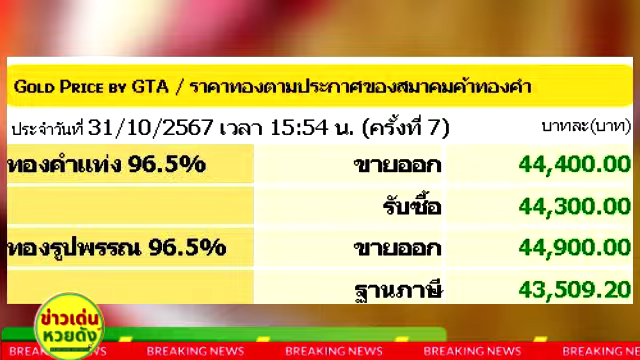 GOLD PRICE BY GTA / ราคาทองตามประกาศของสมาคมค้าทองคำ
ประจำวันที่ 31/10/2567 เวลา 15:54 น. (ครั้งที่ 7) บาทละ(บาท)
ทองคำแท่ง 96.5% ขายออก 44,400.00
รับซื้อ 44,300.00
ทองรูปพรรณ 96.5% ขายออก 44,900.00
ฐานภาษี 43,509.20
ข่าวเด่น
หวยดัง
BREAKING NEWS BREAKING NEWS BREAKING NEWS BREAKING NE